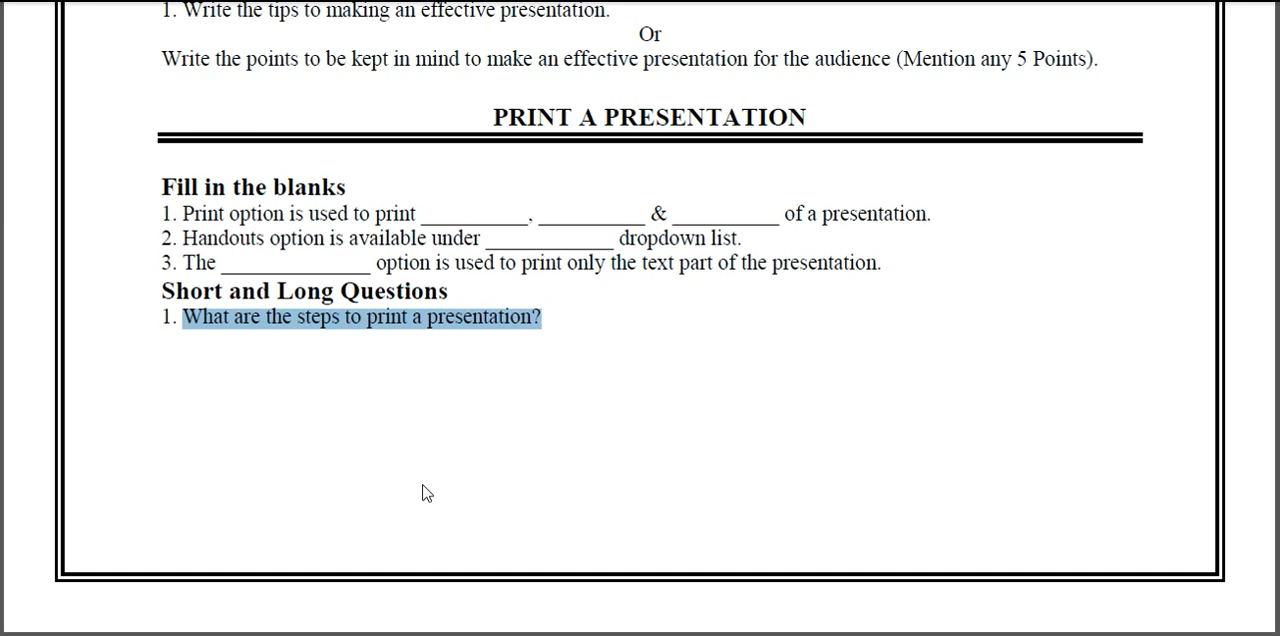 1. Write the tips to making an effective presentation.
Or
Write the points to be kept in mind to make an effective presentation for the audience (Mention any 5 Points).
PRINT A PRESENTATION
Fill in the blanks
1. Print option is used to print __________, __________ & __________ of a presentation.
2. Handouts option is available under ____________ dropdown list.
3. The ______________ option is used to print only the text part of the presentation.
Short and Long Questions
1. What are the steps to print a presentation?